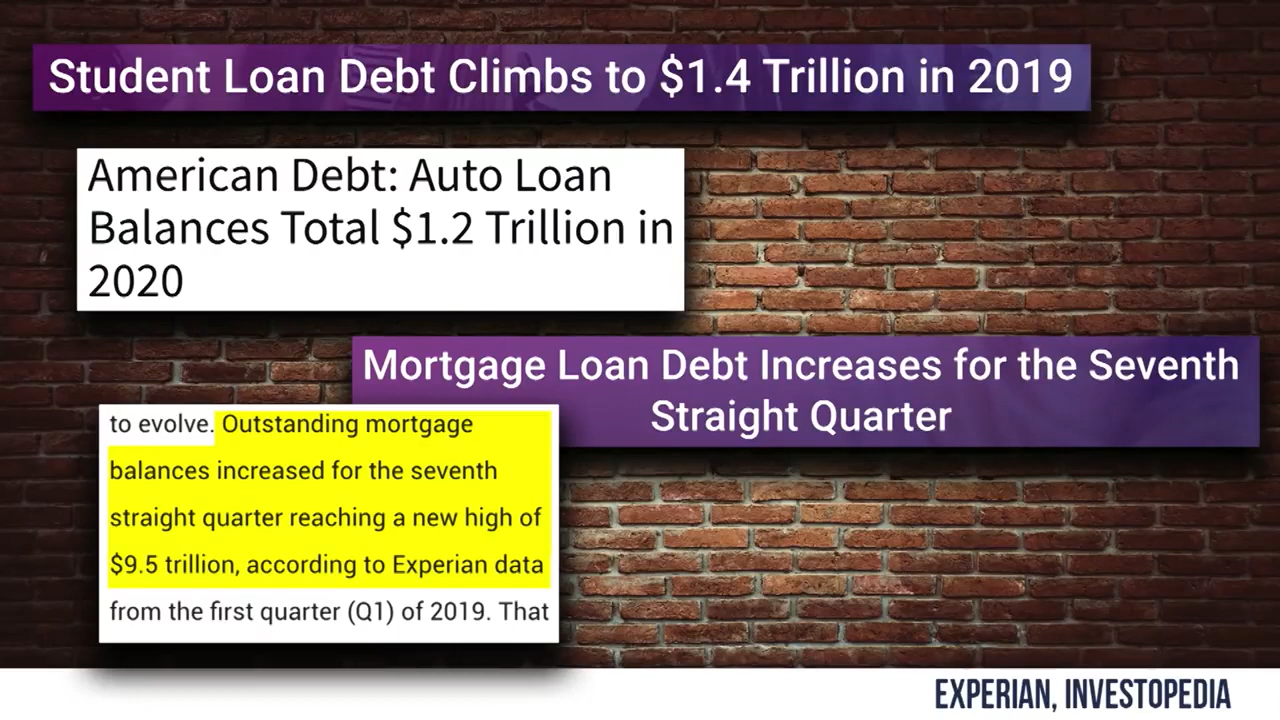 Student Loan Debt Climbs to $1.4 Trillion in 2019
American Debt: Auto Loan
Balances Total $1.2 Trillion in
2020
Mortgage Loan Debt Increases for the Seventh
Straight Quarter
to evolve. Outstanding mortgage
balances increased for the seventh
straight quarter reaching a new high of
$9.5 trillion, according to Experian data
from the first quarter (Q1) of 2019. That
EXPERIAN, INVESTOPEDIA